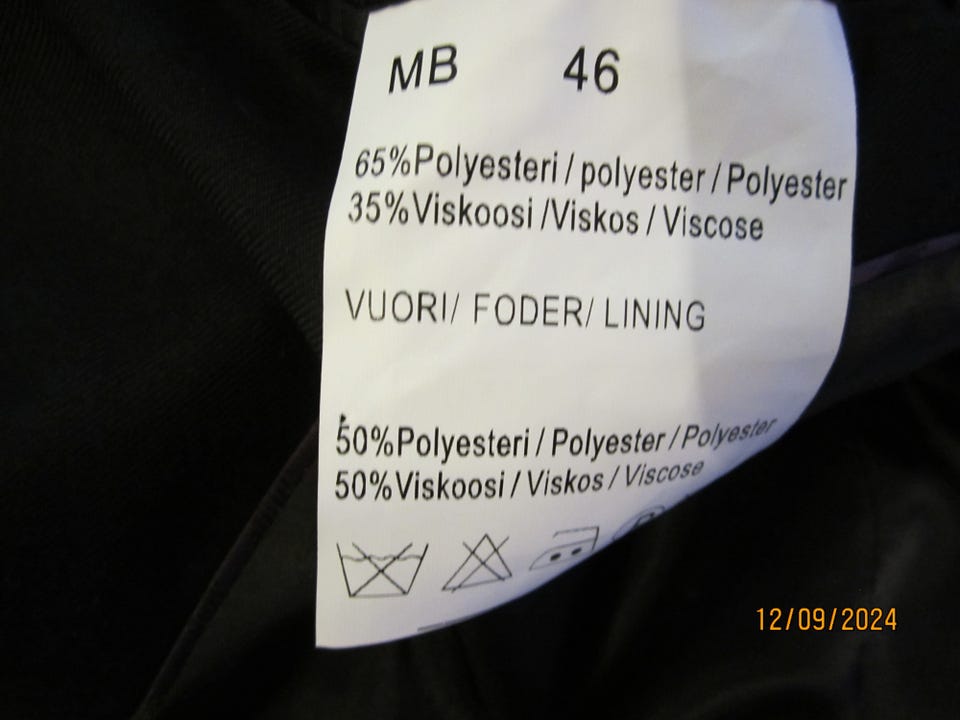 MB 46
65%Polyesteri / polyester / Polyester
35%Viskoosi /Viskos / Viscose
VUORI/ FODER/ LINING
50%Polyesteri / Polyester / Polyester
50%Viskoosi / Viskos / Viscose
12/09/2024